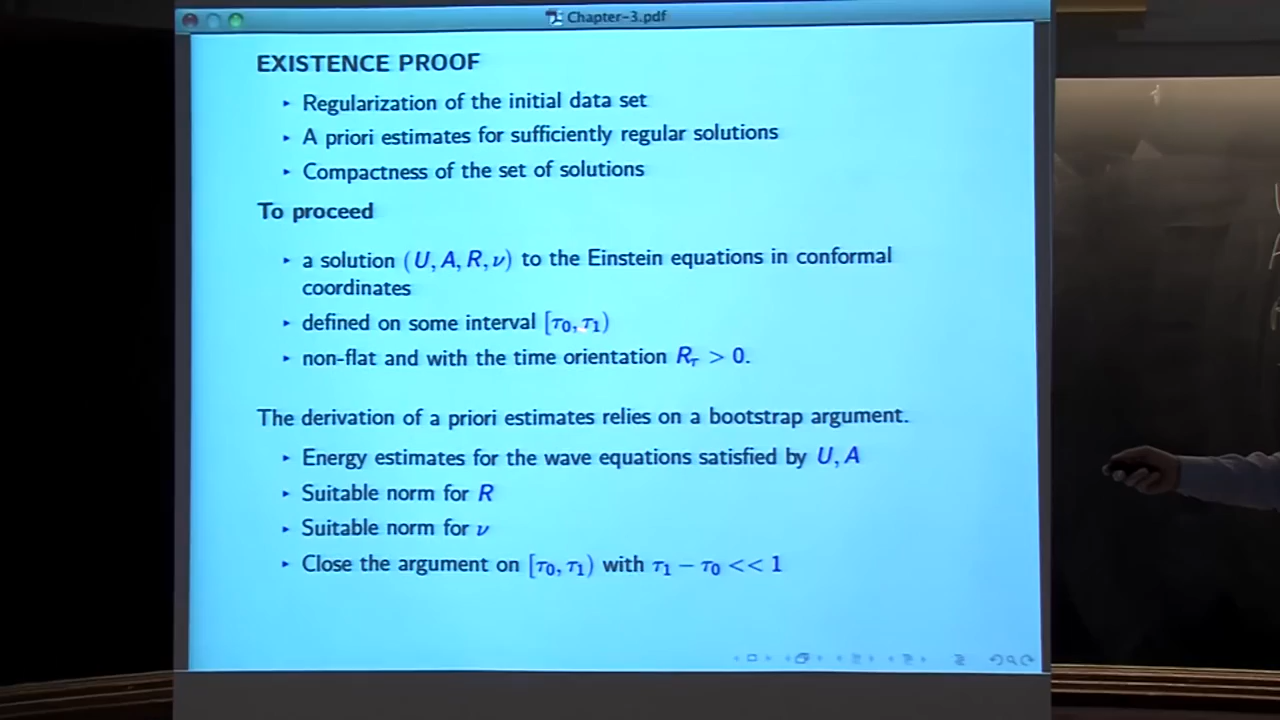 Chapter-3.pdf
EXISTENCE PROOF
‣ Regularization of the initial data set
‣ A priori estimates for sufficiently regular solutions
‣ Compactness of the set of solutions
To proceed
‣ a solution (U, A, R, ν) to the Einstein equations in conformal
coordinates
‣ defined on some interval [τ₀, τ₁)
‣ non-flat and with the time orientation R_τ > 0.
The derivation of a priori estimates relies on a bootstrap argument.
‣ Energy estimates for the wave equations satisfied by U, A
‣ Suitable norm for R
‣ Suitable norm for ν
‣ Close the argument on [τ₀, τ₁) with τ₁ − τ₀ << 1